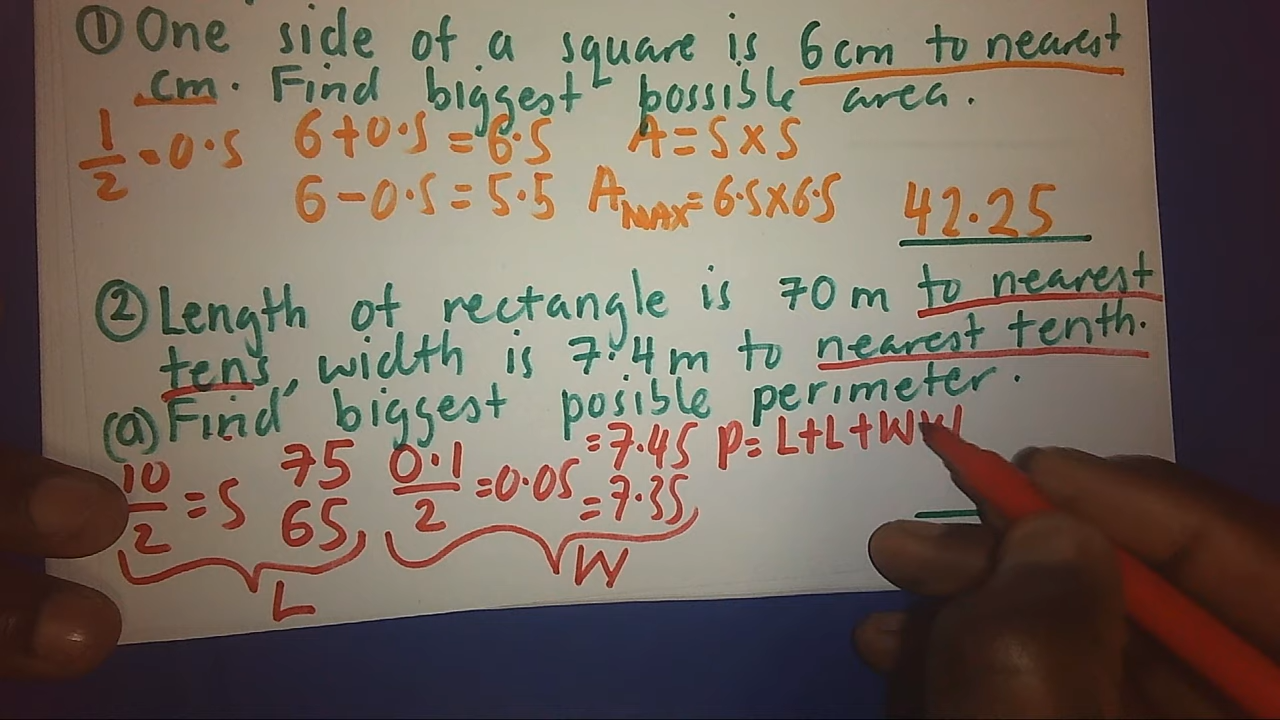 ① One side of a square is 6cm to nearest
cm. Find biggest possible area.
1/2 = 0.5 6+0.5 = 6.5 A = S x S
6-0.5 = 5.5 A MAX = 6.5x6.5 42.25
② Length of rectangle is 70m to nearest
tens, width is 7.4m to nearest tenth.
(a) Find biggest posible perimeter.
10/2 = 5 75 0.1/2 = 0.05 = 7.45 P = L+L+W
65 = 7.35
L W